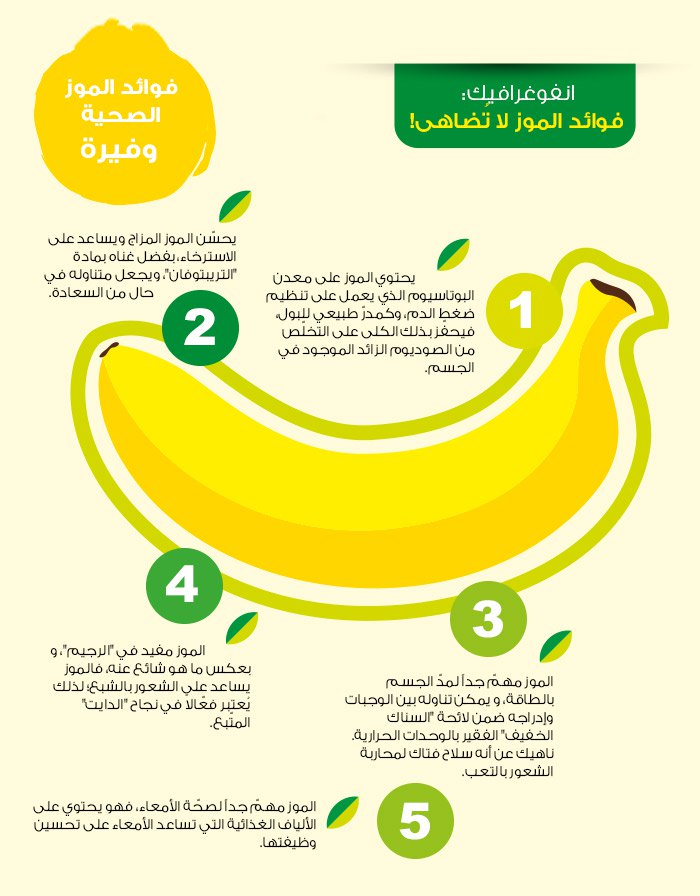 انفوغرافيك:
فوائد الموز لا تُضاهى!
فوائد الموز
الصحية
وفيرة
1
يحتوي الموز على معدن
البوتاسيوم الذي يعمل على تنظيم
ضغط الدم، وكمدرّ طبيعي للبول،
فيحفز بذلك الكلى على التخلّص
من الصوديوم الزائد الموجود في
الجسم.
2
يحسّن الموز المزاج ويساعد على
الاسترخاء، بفضل غناه بمادة
"التريبتوفان"، ويجعل متناوله في
حال من السعادة.
3
الموز مهمّ جداً لمدّ الجسم
بالطاقة، و يمكن تناوله بين الوجبات
وإدراجه ضمن لائحة "السناك
الخفيف" الفقير بالوحدات الحرارية.
ناهيك عن أنه سلاح فتاك لمحاربة
الشعور بالتعب.
4
الموز مفيد في "الرجيم"، و
بعكس ما هو شائع عنه، فالموز
يساعد علي الشعور بالشبع؛ لذلك
يُعتبر فعّالا في نجاح "الدايت"
المتّبع.
5
الموز مهمّ جداً لصحّة الأمعاء، فهو يحتوي على
الألياف الغذائية التي تساعد الأمعاء على تحسين
وظيفتها.